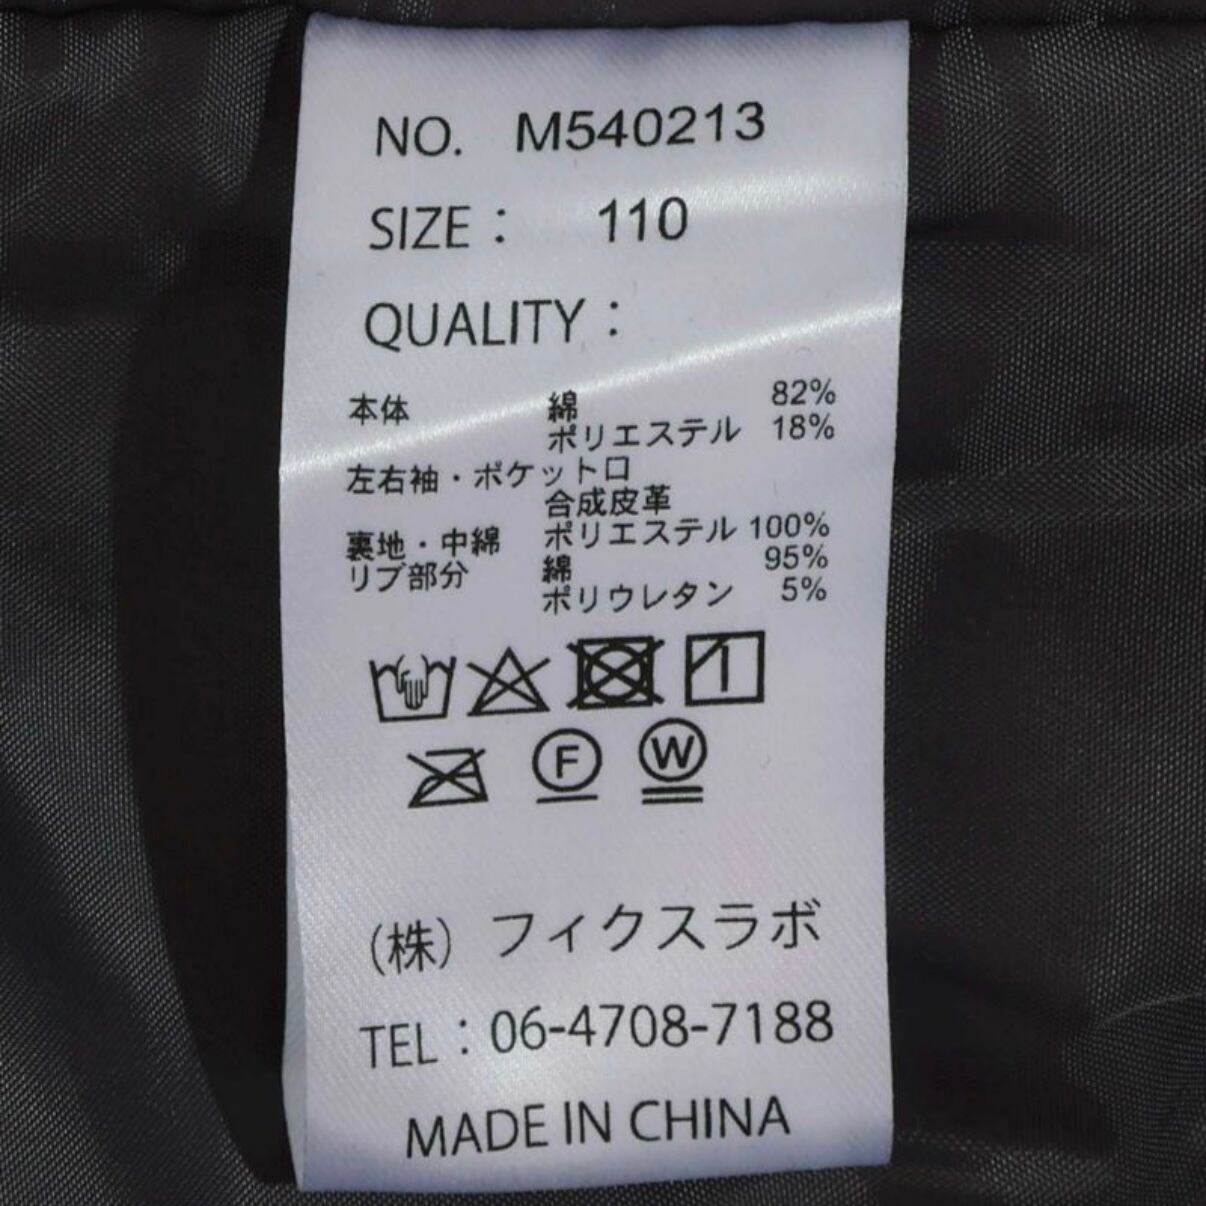 NO. M540213
SIZE： 110
QUALITY：
本体 綿 82%
ポリエステル 18%
左右袖・ポケット口
合成皮革
裏地・中綿 ポリエステル 100%
リブ部分 綿 95%
ポリウレタン 5%
F W
(株) フィクスラボ
TEL：06-4708-7188
MADE IN CHINA